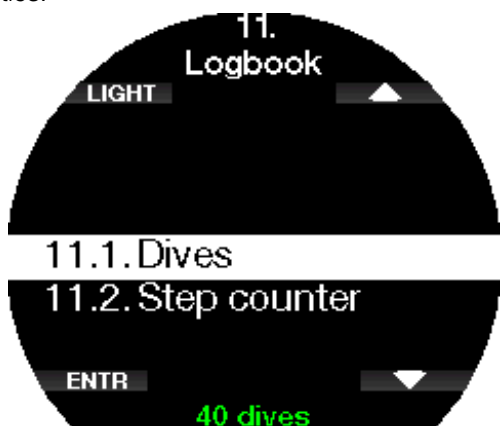 11.
Logbook
LIGHT
11.1. Dives
11.2. Step counter
ENTR
40 dives